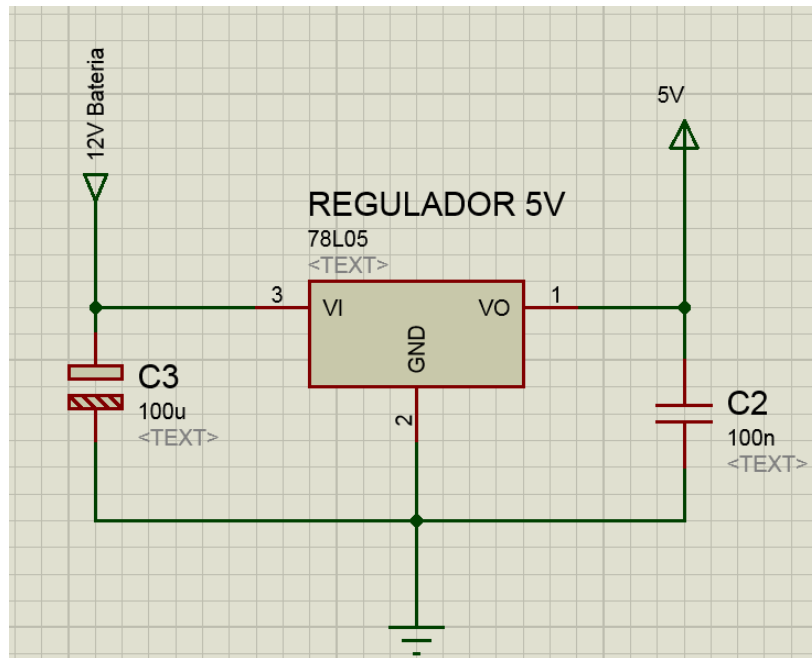 12V Bateria
5V
REGULADOR 5V
78L05
<TEXT>
3
VI
VO
1
GND
2
C3
100u
<TEXT>
C2
100n
<TEXT>